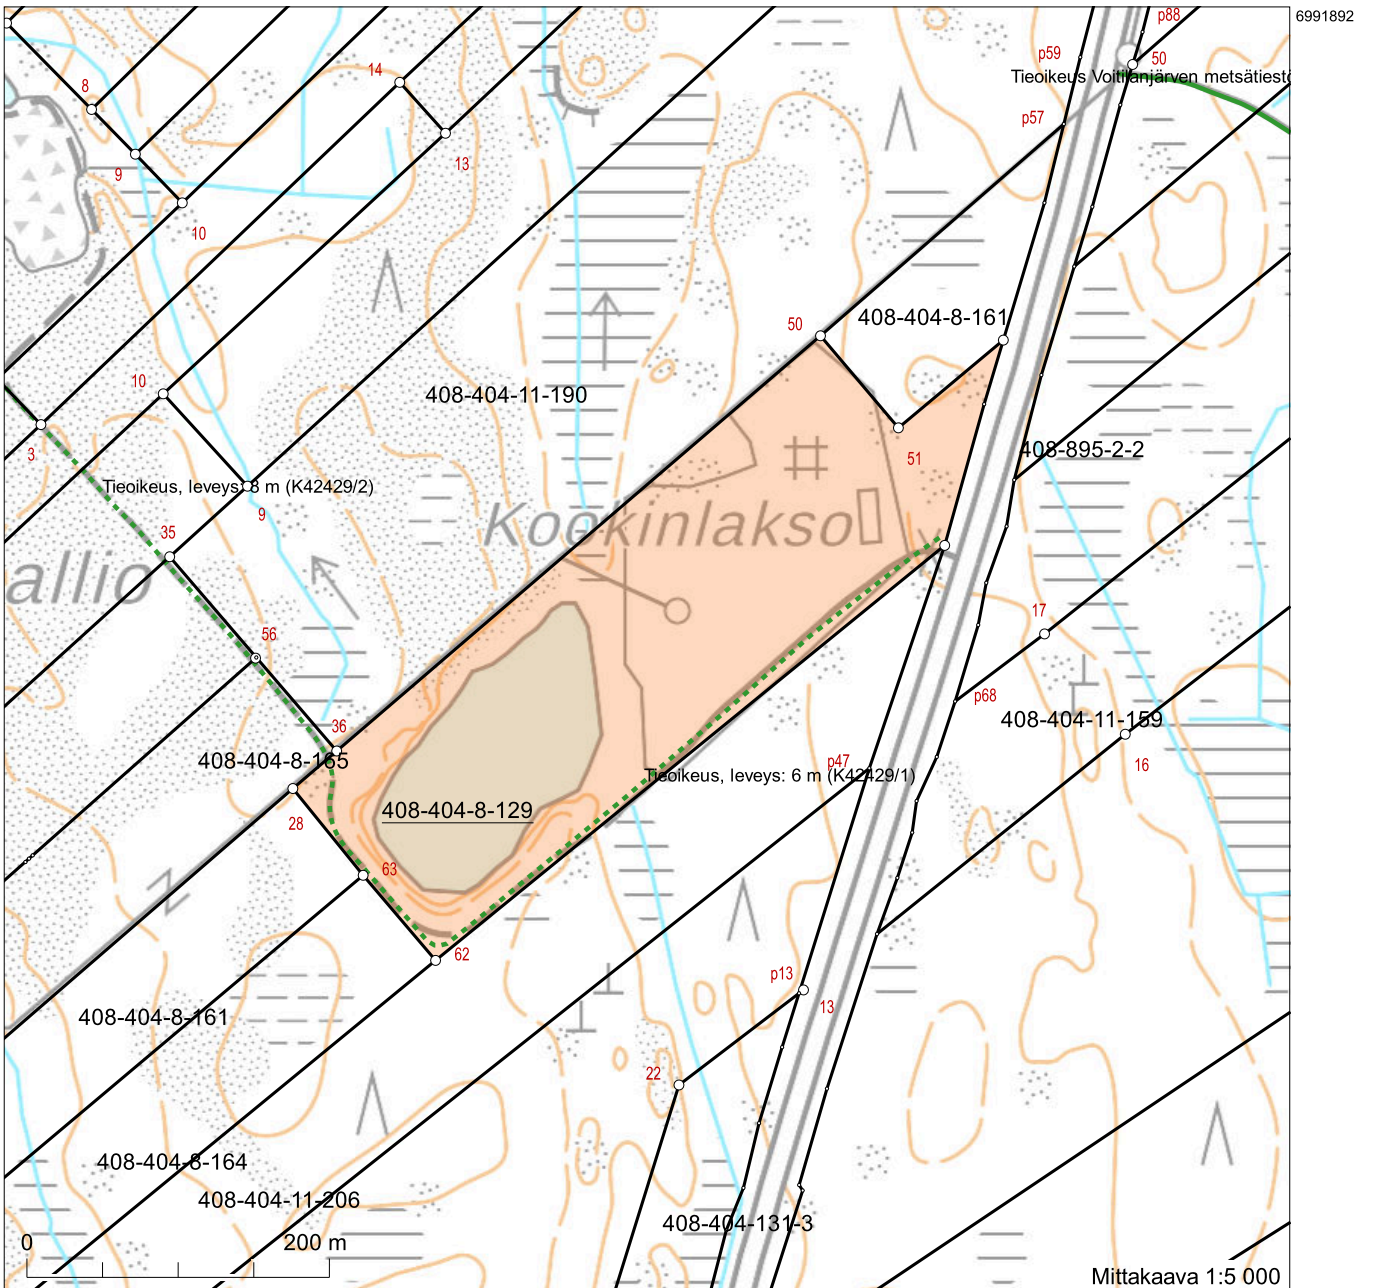 6991892
p88
50
p59
Tieoikeus Voitilanjärven metsätiest
p57
8
14
13
9
10
50
408-404-8-161
10
408-404-11-190
3
51
408-895-2-2
Tieoikeus, leveys: 8 m (K42429/2)
9
Kookinlakso
35
allio
17
56
p68
36
408-404-11-159
408-404-8-165
p47
16
Tieoikeus, leveys: 6 m (K42429/1)
408-404-8-129
28
63
62
p13
13
408-404-8-161
22
408-404-8-164
408-404-11-206
408-404-131-3
0 200 m
Mittakaava 1:5 000